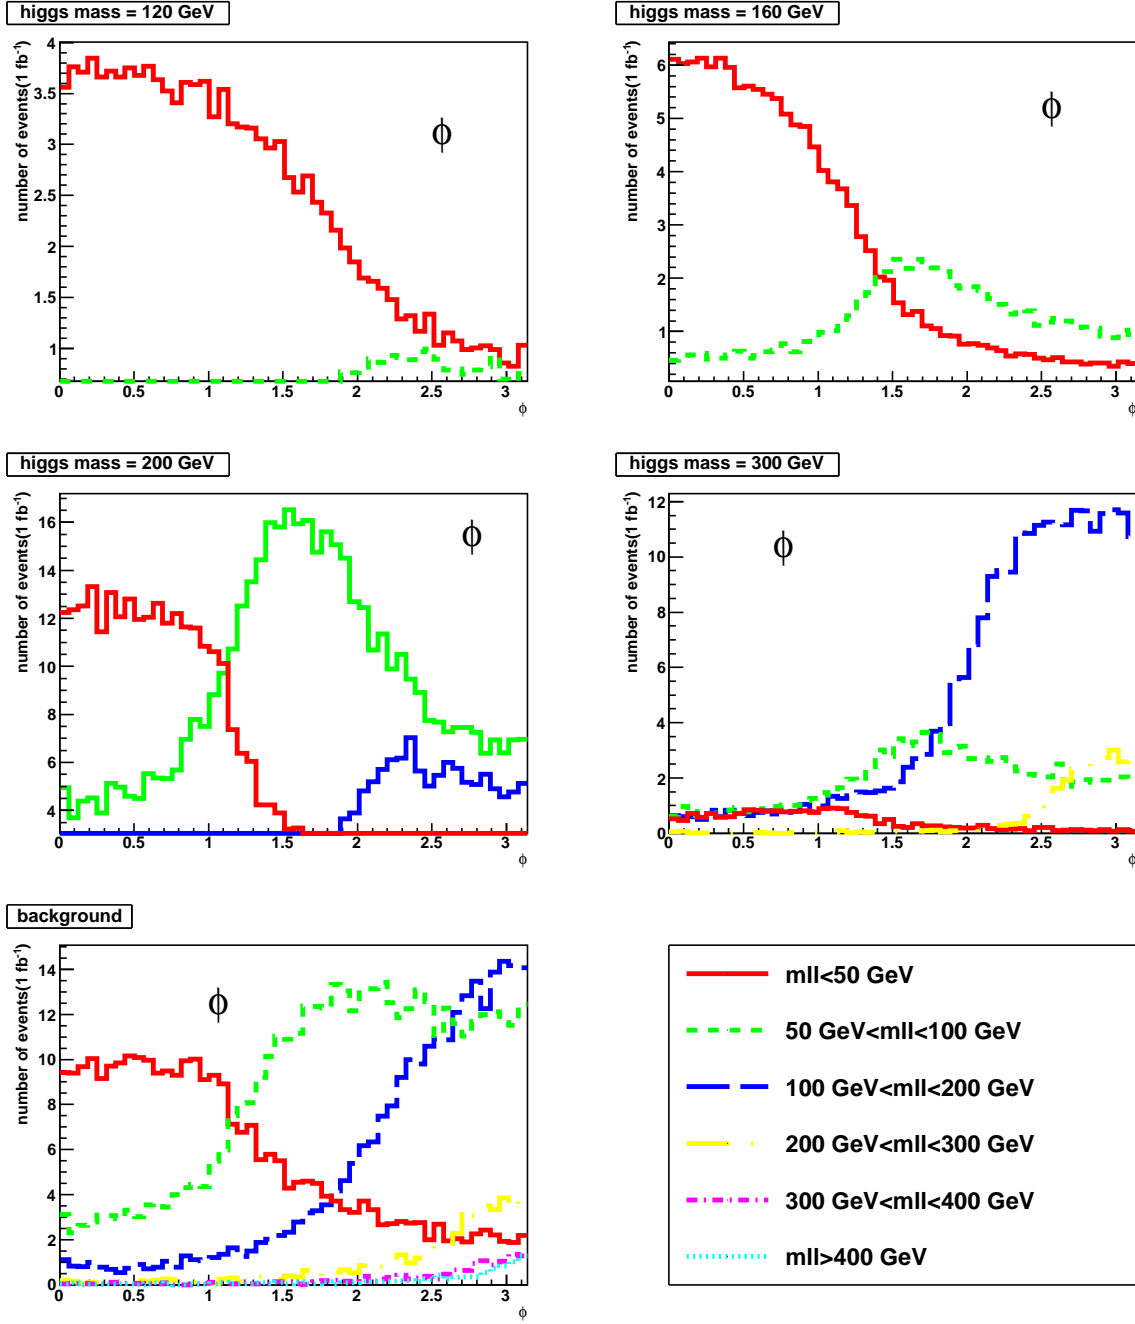 higgs mass = 120 GeV
number of events(1 fb⁻¹)
4
3.5
3
2.5
2
1.5
1
0 0.5 1 1.5 2 2.5 3
ϕ
ϕ
higgs mass = 160 GeV
number of events(1 fb⁻¹)
6
5
4
3
2
1
0 0.5 1 1.5 2 2.5 3
ϕ
ϕ
higgs mass = 200 GeV
number of events(1 fb⁻¹)
16
14
12
10
8
6
4
0 0.5 1 1.5 2 2.5 3
ϕ
ϕ
higgs mass = 300 GeV
number of events(1 fb⁻¹)
12
10
8
6
4
2
0
0 0.5 1 1.5 2 2.5 3
ϕ
ϕ
background
number of events(1 fb⁻¹)
14
12
10
8
6
4
2
0
0 0.5 1 1.5 2 2.5 3
ϕ
ϕ
mll<50 GeV
50 GeV<mll<100 GeV
100 GeV<mll<200 GeV
200 GeV<mll<300 GeV
300 GeV<mll<400 GeV
mll>400 GeV